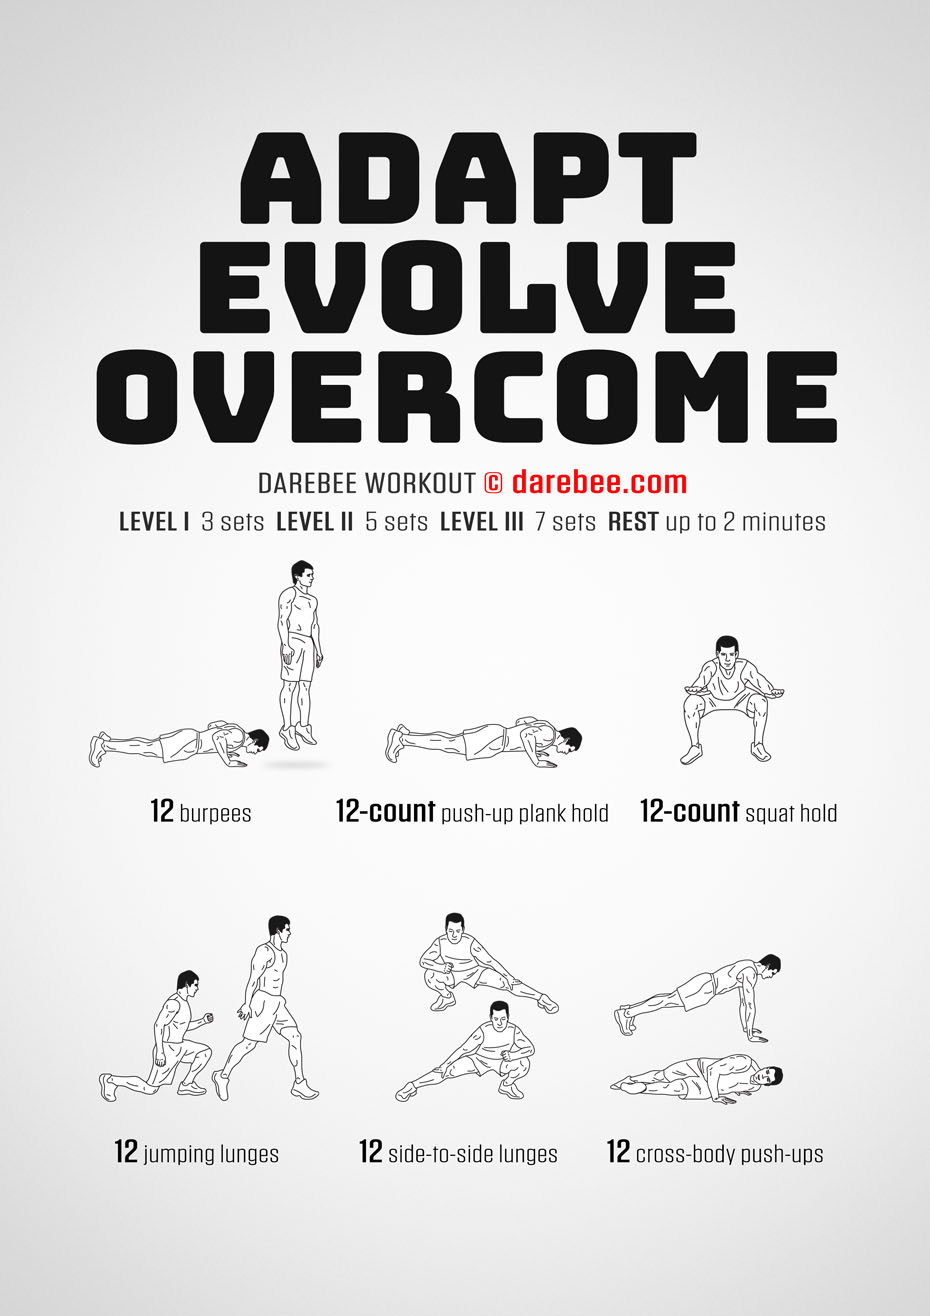 ADAPT
EVOLVE
OVERCOME
DAREBEE WORKOUT © darebee.com
LEVEL I 3 sets LEVEL II 5 sets LEVEL III 7 sets REST up to 2 minutes
12 burpees
12-count push-up plank hold
12-count squat hold
12 jumping lunges
12 side-to-side lunges
12 cross-body push-ups